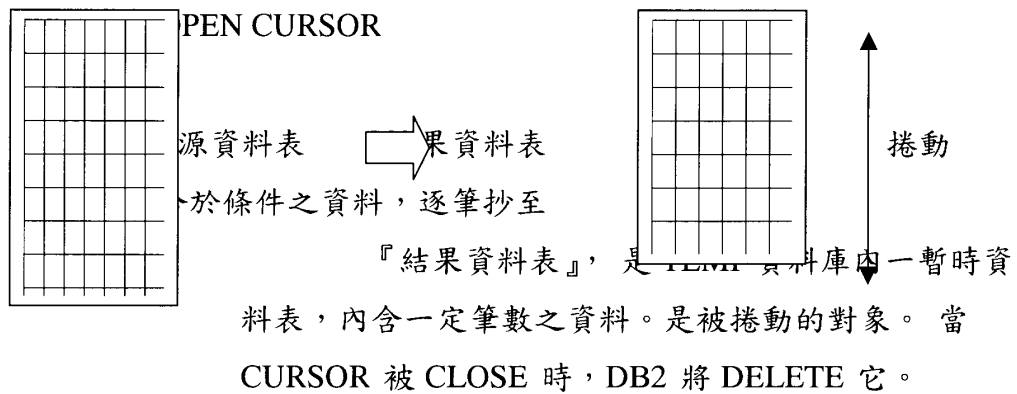 PEN CURSOR
源資料表 果資料表 捲動
於條件之資料,逐筆抄至
『結果資料表』, 是 TEMP 資料庫內一暫時資
料表,內含一定筆數之資料。是被捲動的對象。 當
CURSOR 被 CLOSE 時,DB2 將 DELETE 它。